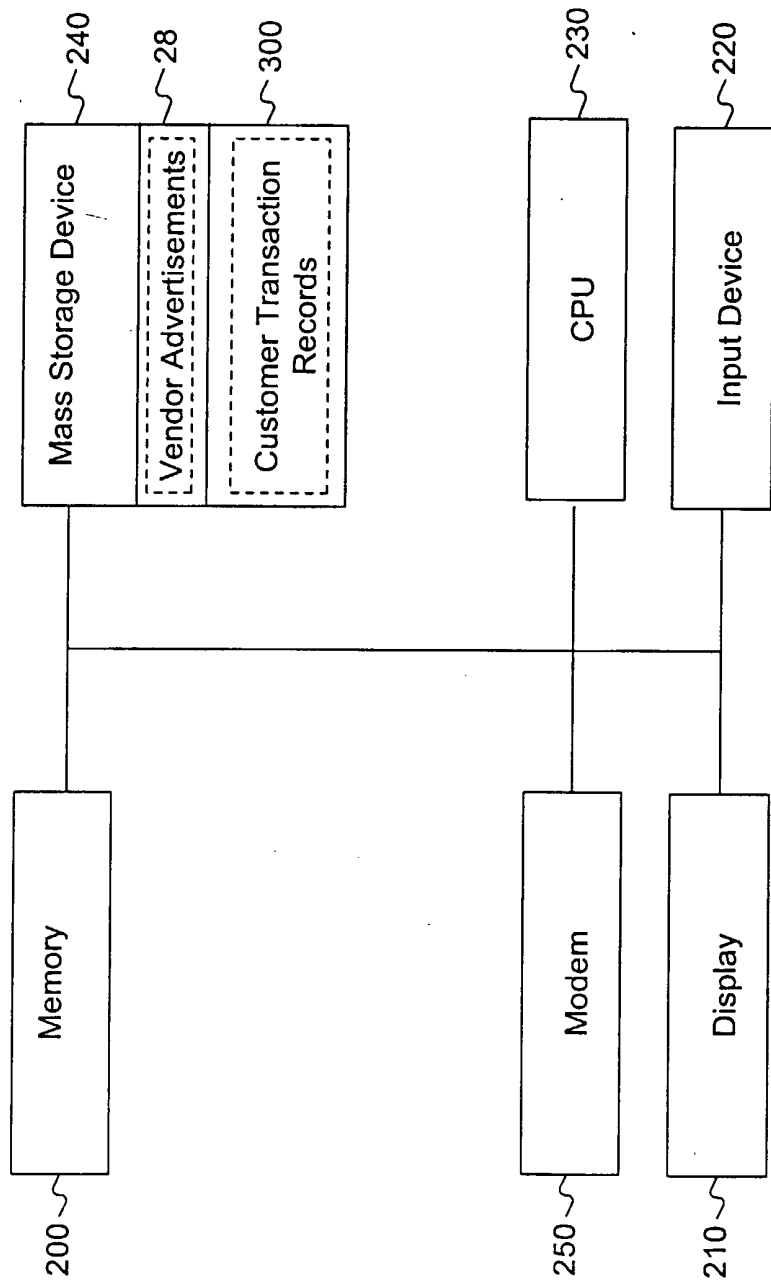 Memory
200
Mass Storage Device
240
Vendor Advertisements
28
Customer Transaction
Records
300
Modem
250
CPU
230
Display
210
Input Device
220